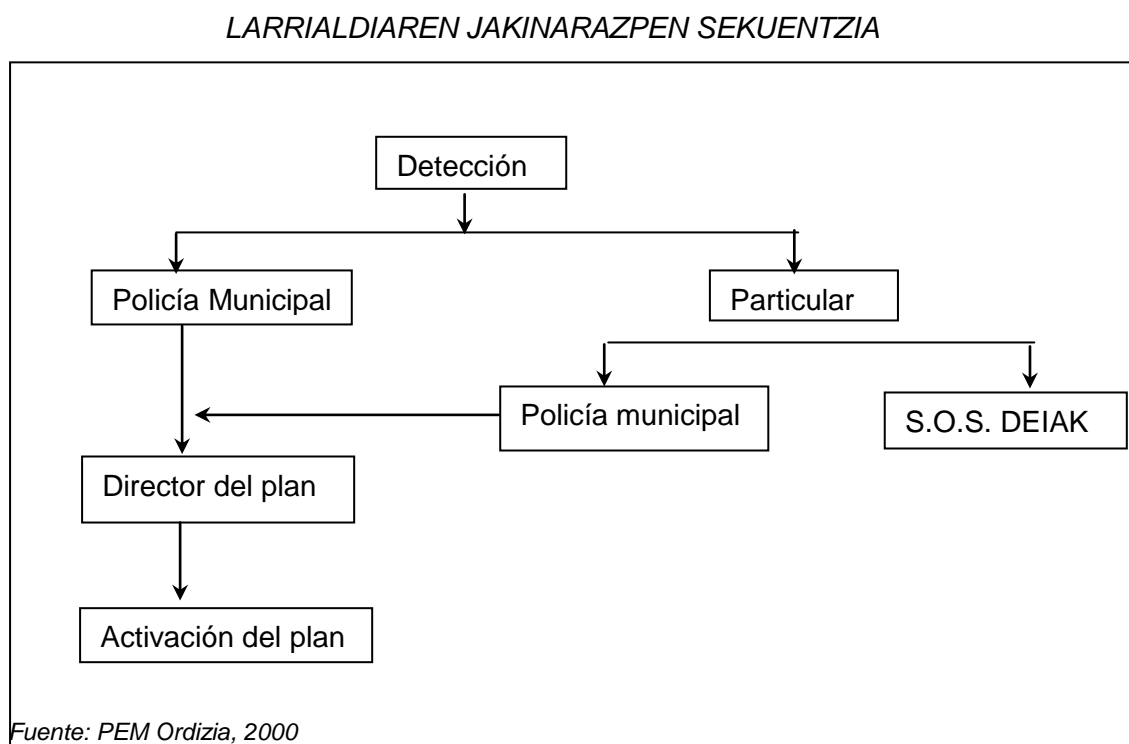 LARRIALDIAREN JAKINARAZPEN SEKUENTZIA
Detección
Policía Municipal
Particular
Policía municipal
S.O.S. DEIAK
Director del plan
Activación del plan
Fuente: PEM Ordizia, 2000